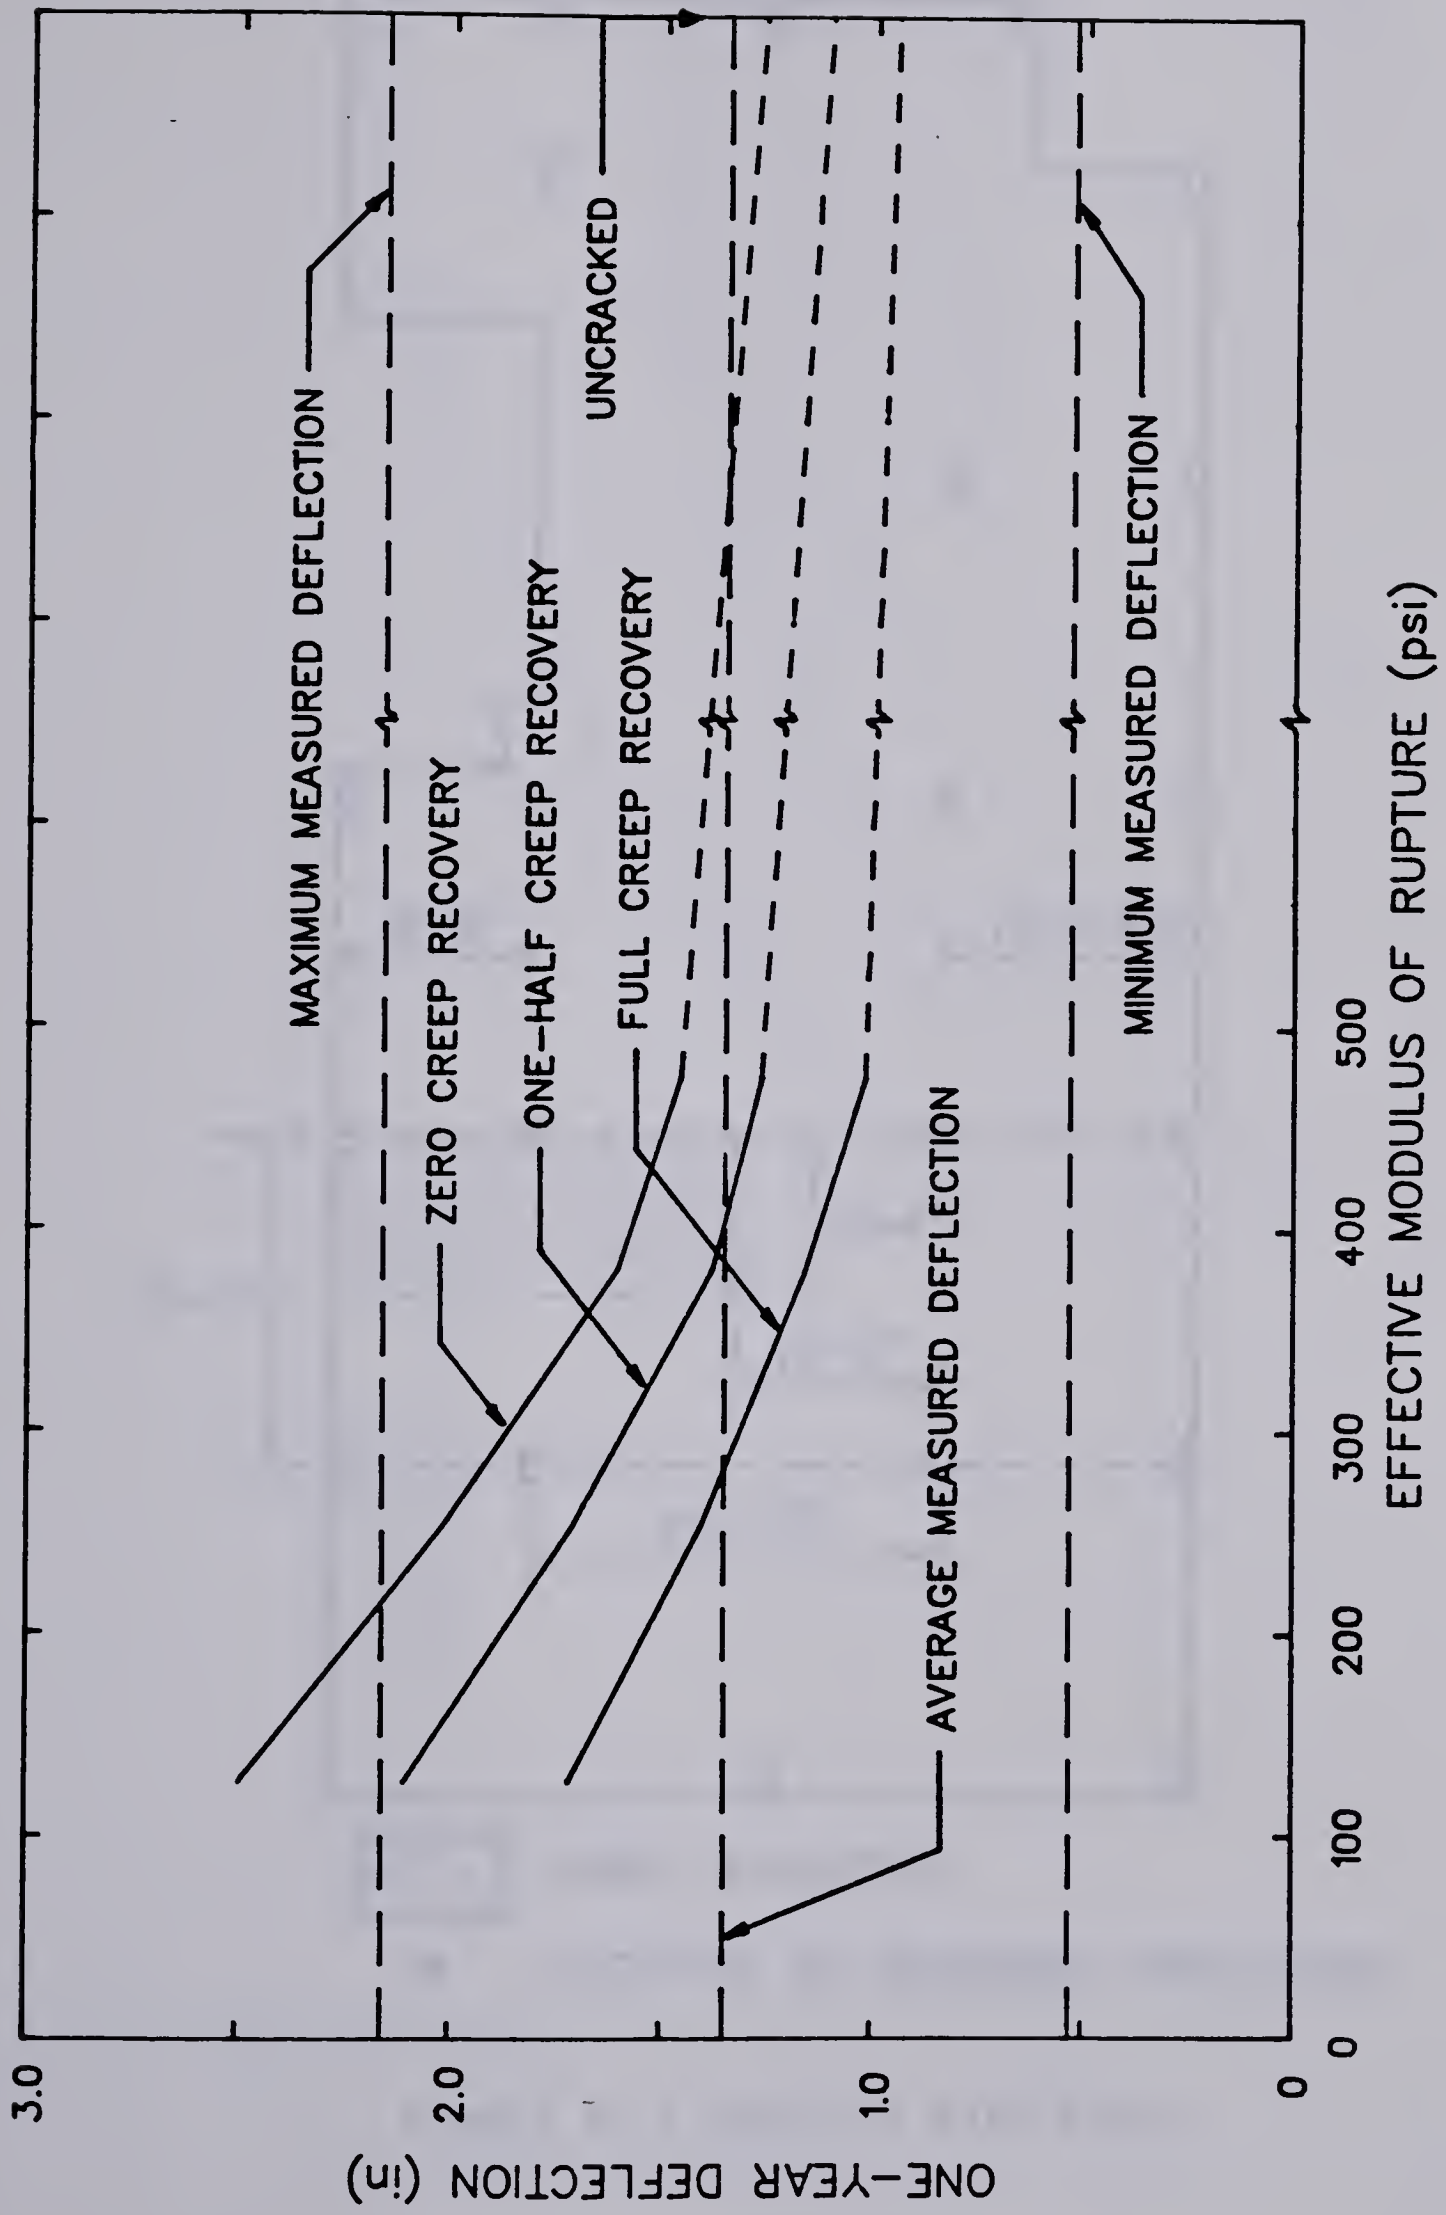 MAXIMUM MEASURED DEFLECTION
ZERO CREEP RECOVERY
ONE-HALF CREEP RECOVERY
FULL CREEP RECOVERY
UNCRACKED
AVERAGE MEASURED DEFLECTION
MINIMUM MEASURED DEFLECTION
ONE-YEAR DEFLECTION (in)
3.0
2.0
1.0
0
0
100
200
300
400
500
EFFECTIVE MODULUS OF RUPTURE (psi)